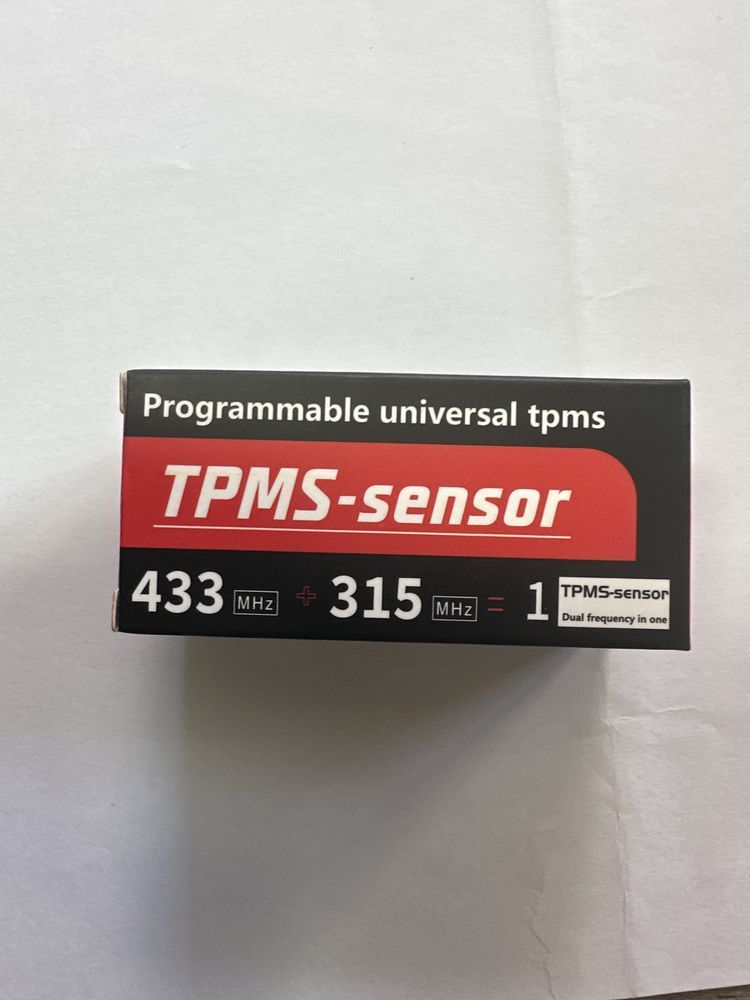 Programmable universal tpms
TPMS-sensor
433 MHz + 315 MHz = 1 TPMS-sensor
Dual frequency in one